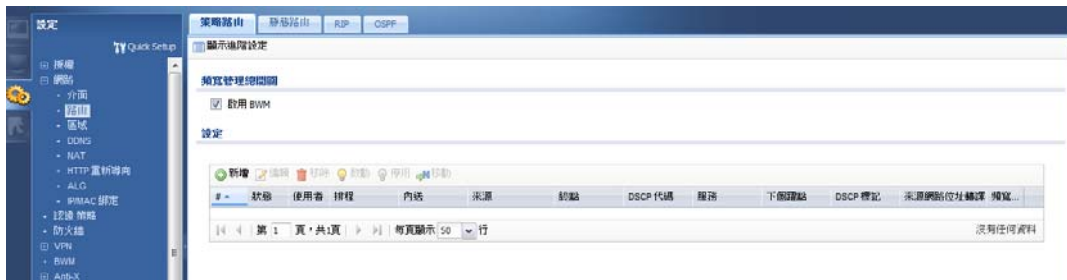 設定
Quick Setup
授權
網路
介面
路由
區域
DDNS
NAT
HTTP 重新導向
ALG
IP/MAC 綁定
認證 策略
防火牆
VPN
BWM
Anti-X
策略路由 靜態路由 RIP OSPF
顯示進階設定
頻寬管理總開關
啟用 BWM
設定
新增 編輯 移除 啟動 停用 移動
# 狀態 使用者 排程 內送 來源 終點 DSCP 代碼 服務 下個躍點 DSCP 標記 來源網路位址轉譯 頻寬...
第 1 頁，共1頁 每頁顯示 50 行 沒有任何資料